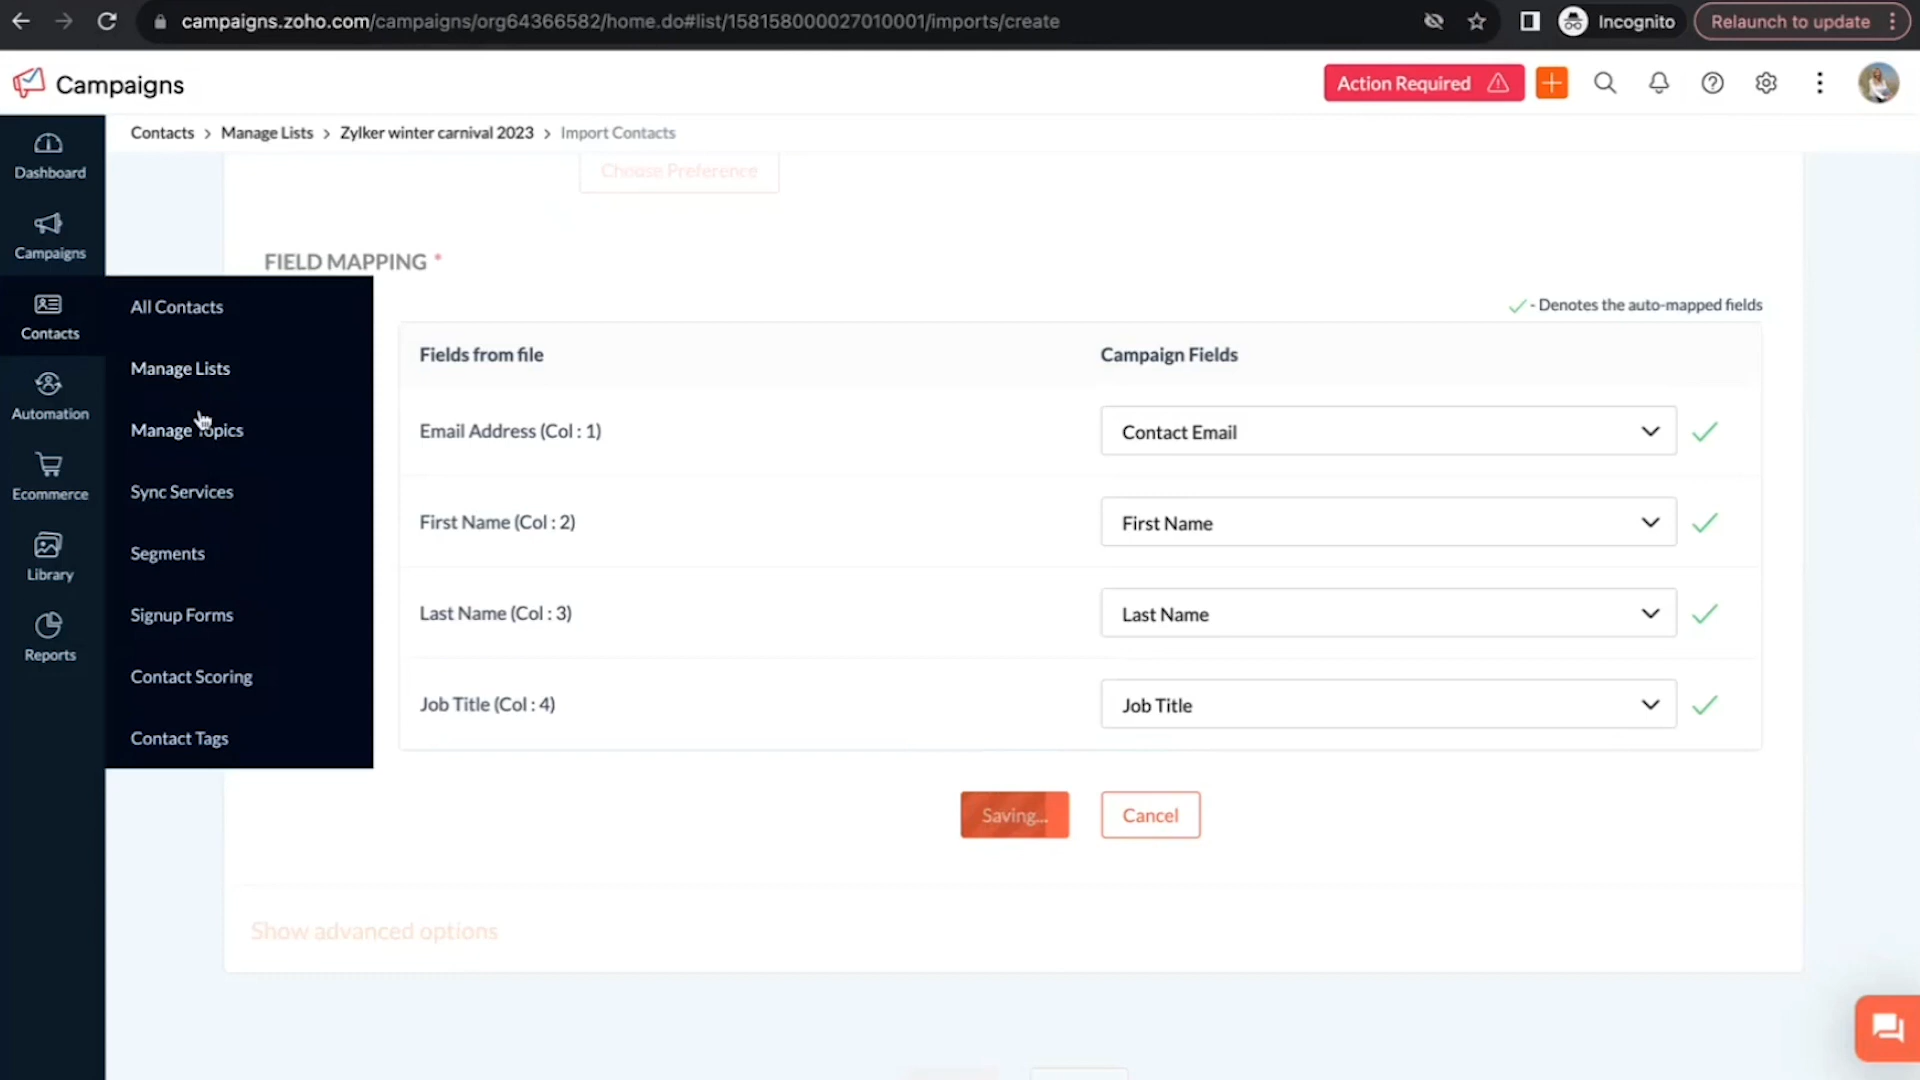 campaigns.zoho.com/campaigns/org64366582/home.do#list/158158000027010001/imports/create
Incognito
Relaunch to update
Campaigns
Action Required
Contacts > Manage Lists > Zylker winter carnival 2023 > Import Contacts
Dashboard
Campaigns
Contacts
Automation
Ecommerce
Library
Reports
All Contacts
Manage Lists
Manage Topics
Sync Services
Segments
Signup Forms
Contact Scoring
Contact Tags
Choose Preference
FIELD MAPPING *
- Denotes the auto-mapped fields
Fields from file
Campaign Fields
Email Address (Col : 1)
Contact Email
First Name (Col : 2)
First Name
Last Name (Col : 3)
Last Name
Job Title (Col : 4)
Job Title
Saving...
Cancel
Show advanced options